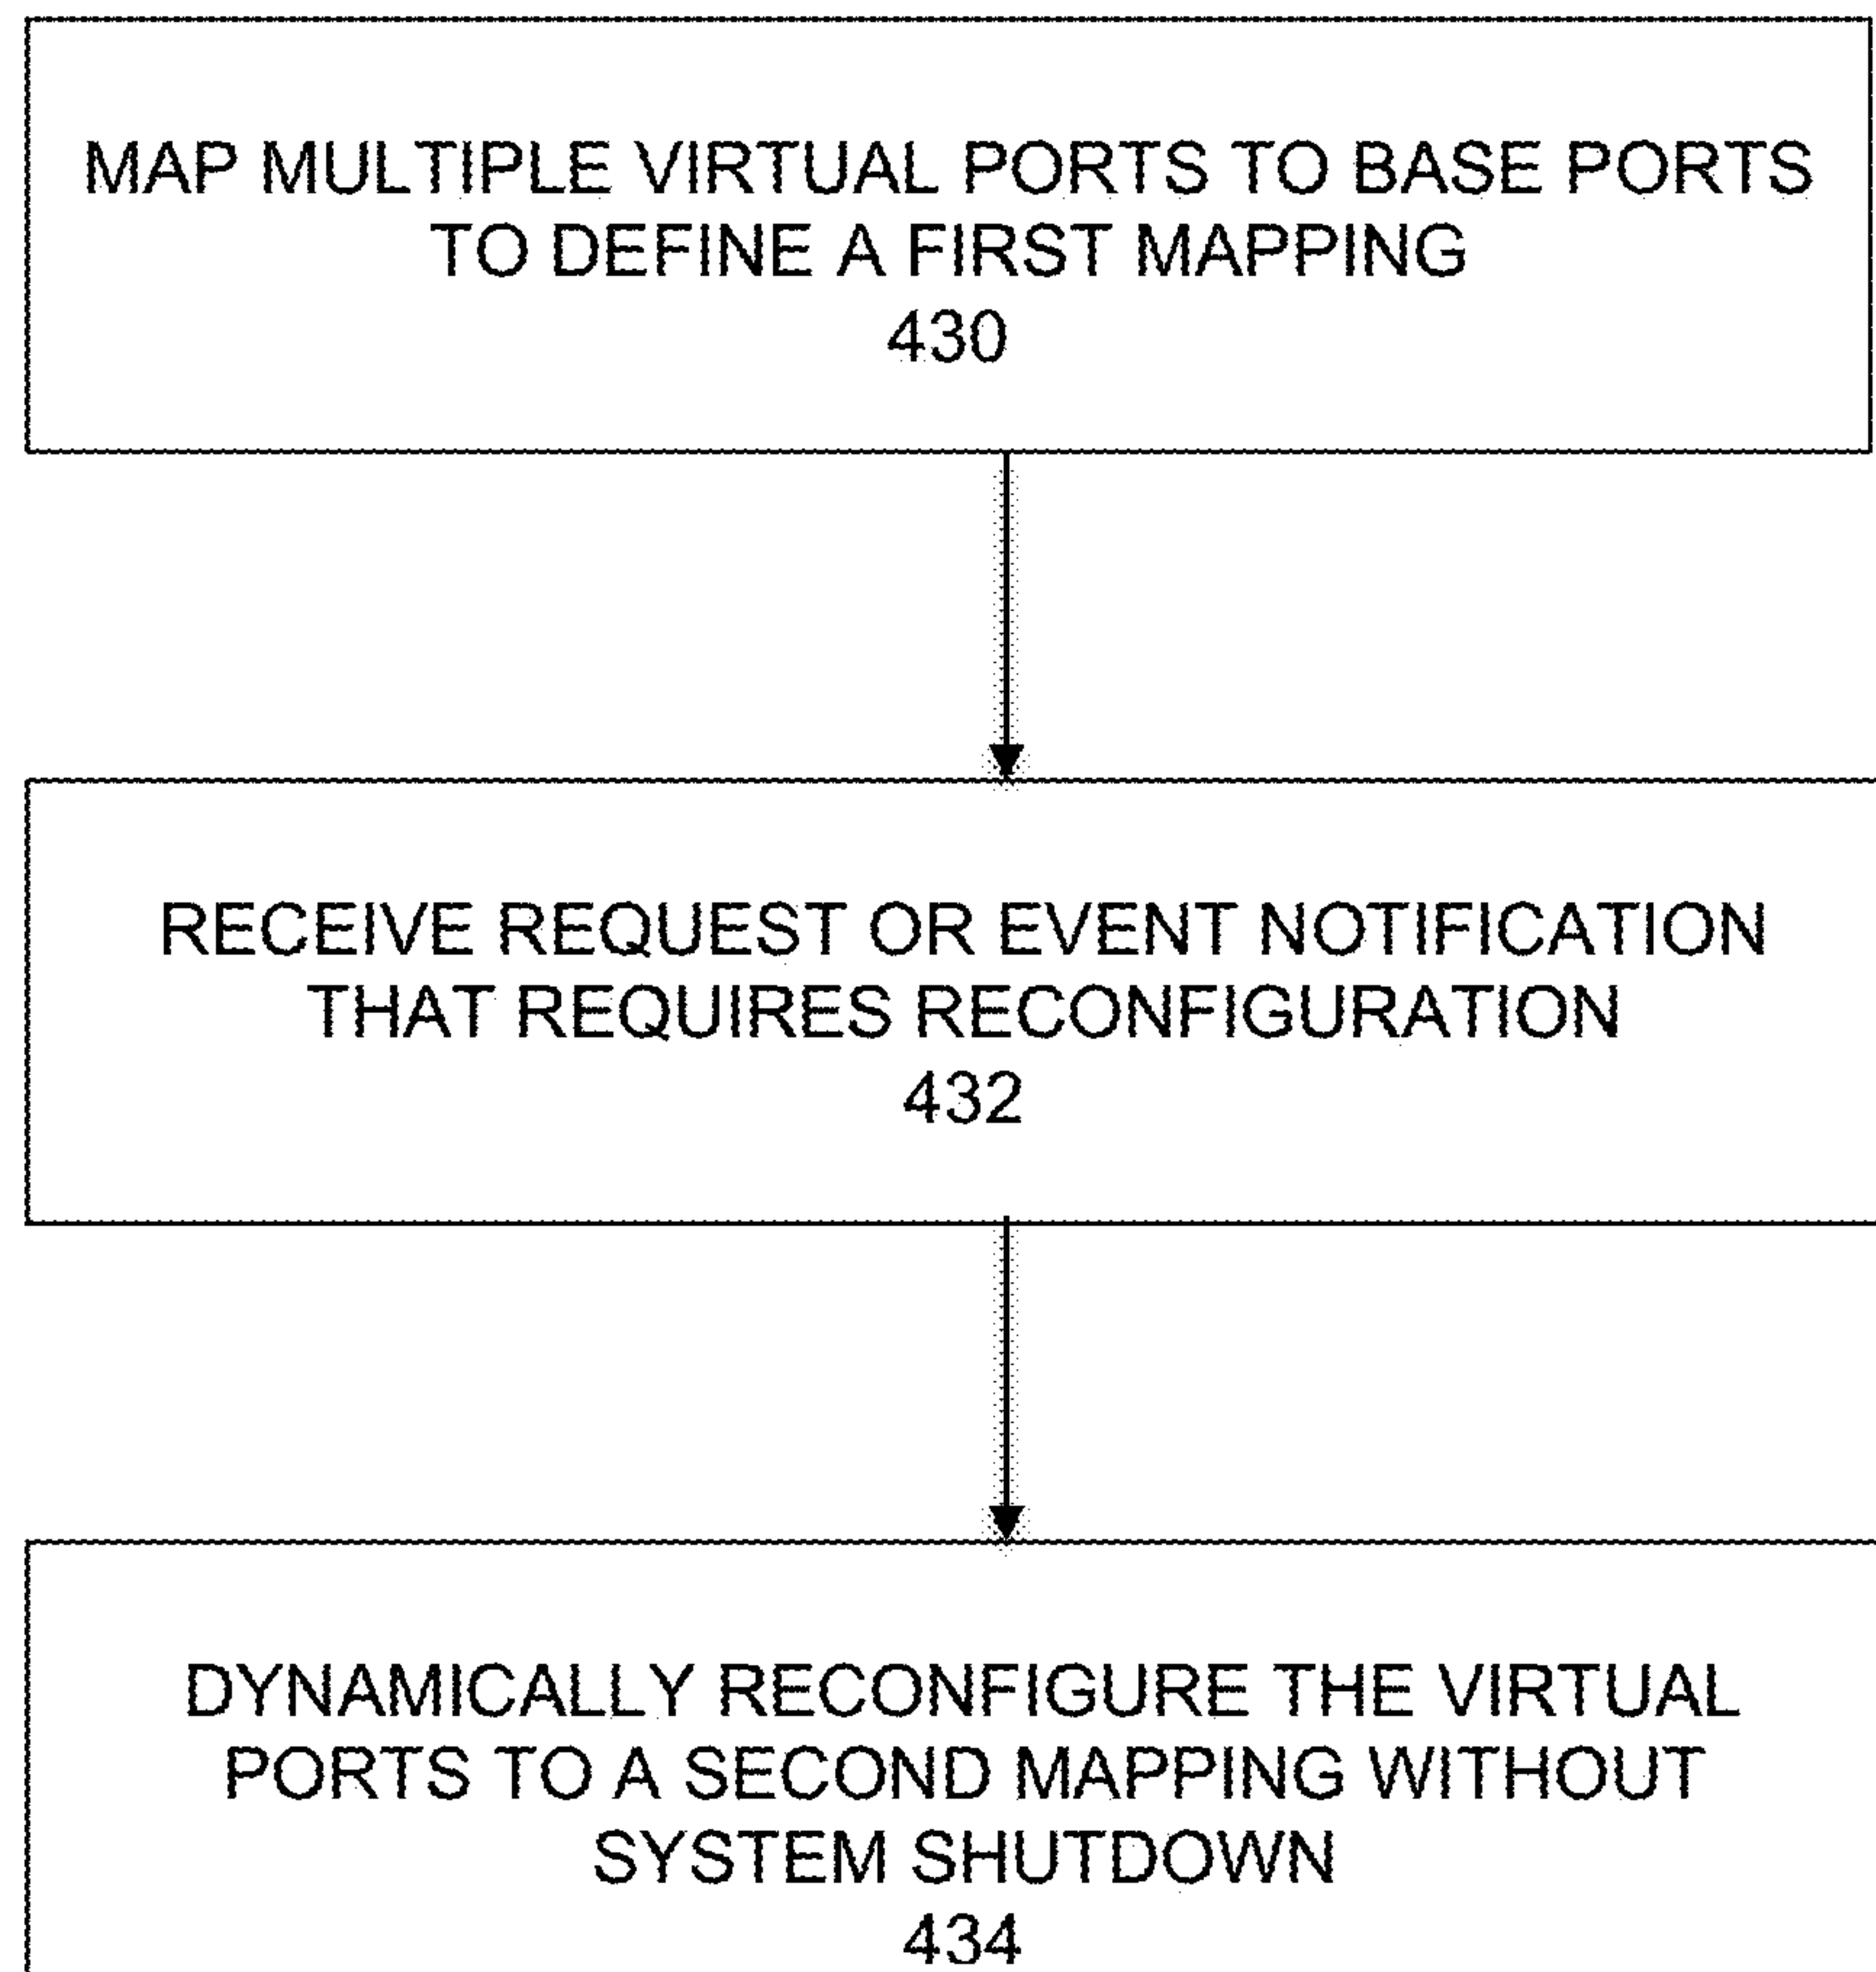 MAP MULTIPLE VIRTUAL PORTS TO BASE PORTS
TO DEFINE A FIRST MAPPING
430
RECEIVE REQUEST OR EVENT NOTIFICATION
THAT REQUIRES RECONFIGURATION
432
DYNAMICALLY RECONFIGURE THE VIRTUAL
PORTS TO A SECOND MAPPING WITHOUT
SYSTEM SHUTDOWN
434